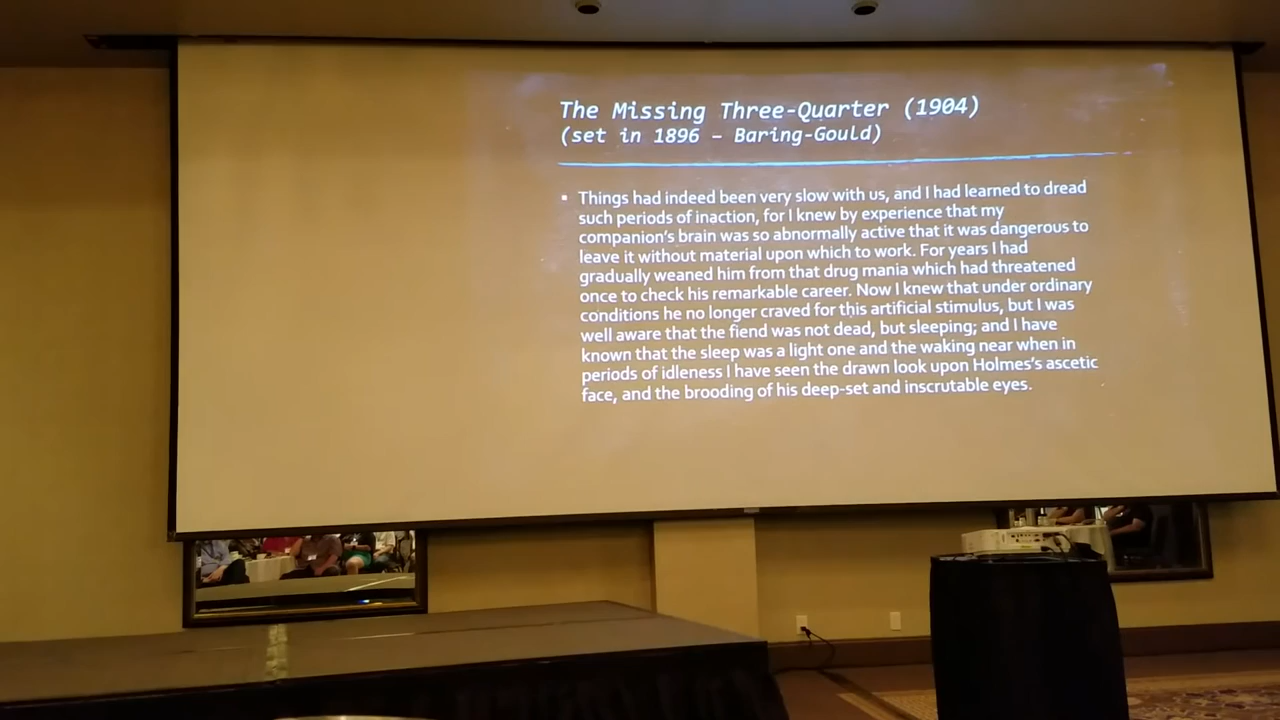 The Missing Three-Quarter (1904)
(set in 1896 – Baring-Gould)
▪ Things had indeed been very slow with us, and I had learned to dread
such periods of inaction, for I knew by experience that my
companion's brain was so abnormally active that it was dangerous to
leave it without material upon which to work. For years I had
gradually weaned him from that drug mania which had threatened
once to check his remarkable career. Now I knew that under ordinary
conditions he no longer craved for this artificial stimulus, but I was
well aware that the fiend was not dead, but sleeping; and I have
known that the sleep was a light one and the waking near when in
periods of idleness I have seen the drawn look upon Holmes's ascetic
face, and the brooding of his deep-set and inscrutable eyes.